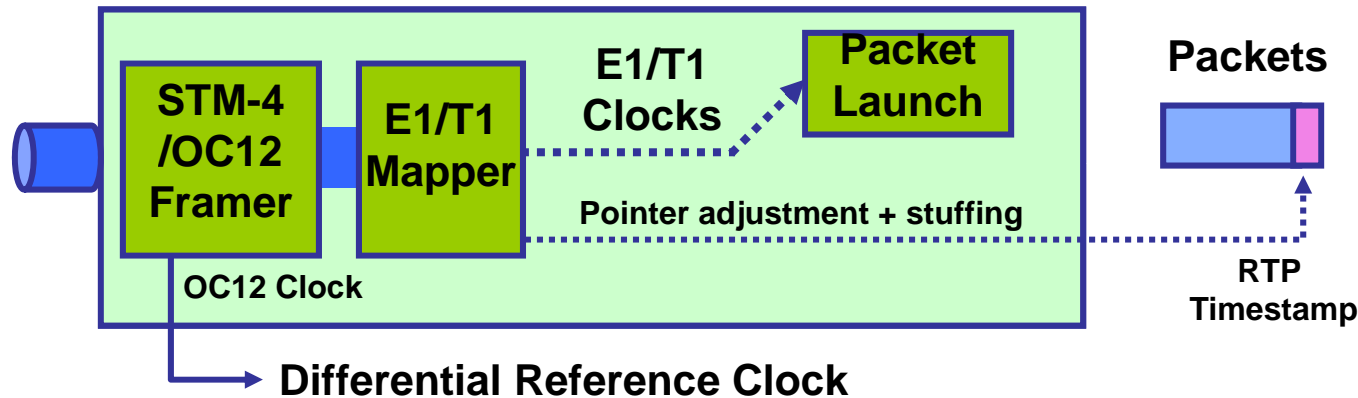 STM-4
/OC12
Framer
E1/T1
Mapper
E1/T1
Clocks
Packet
Launch
Packets
Pointer adjustment + stuffing
OC12 Clock
RTP
Timestamp
Differential Reference Clock